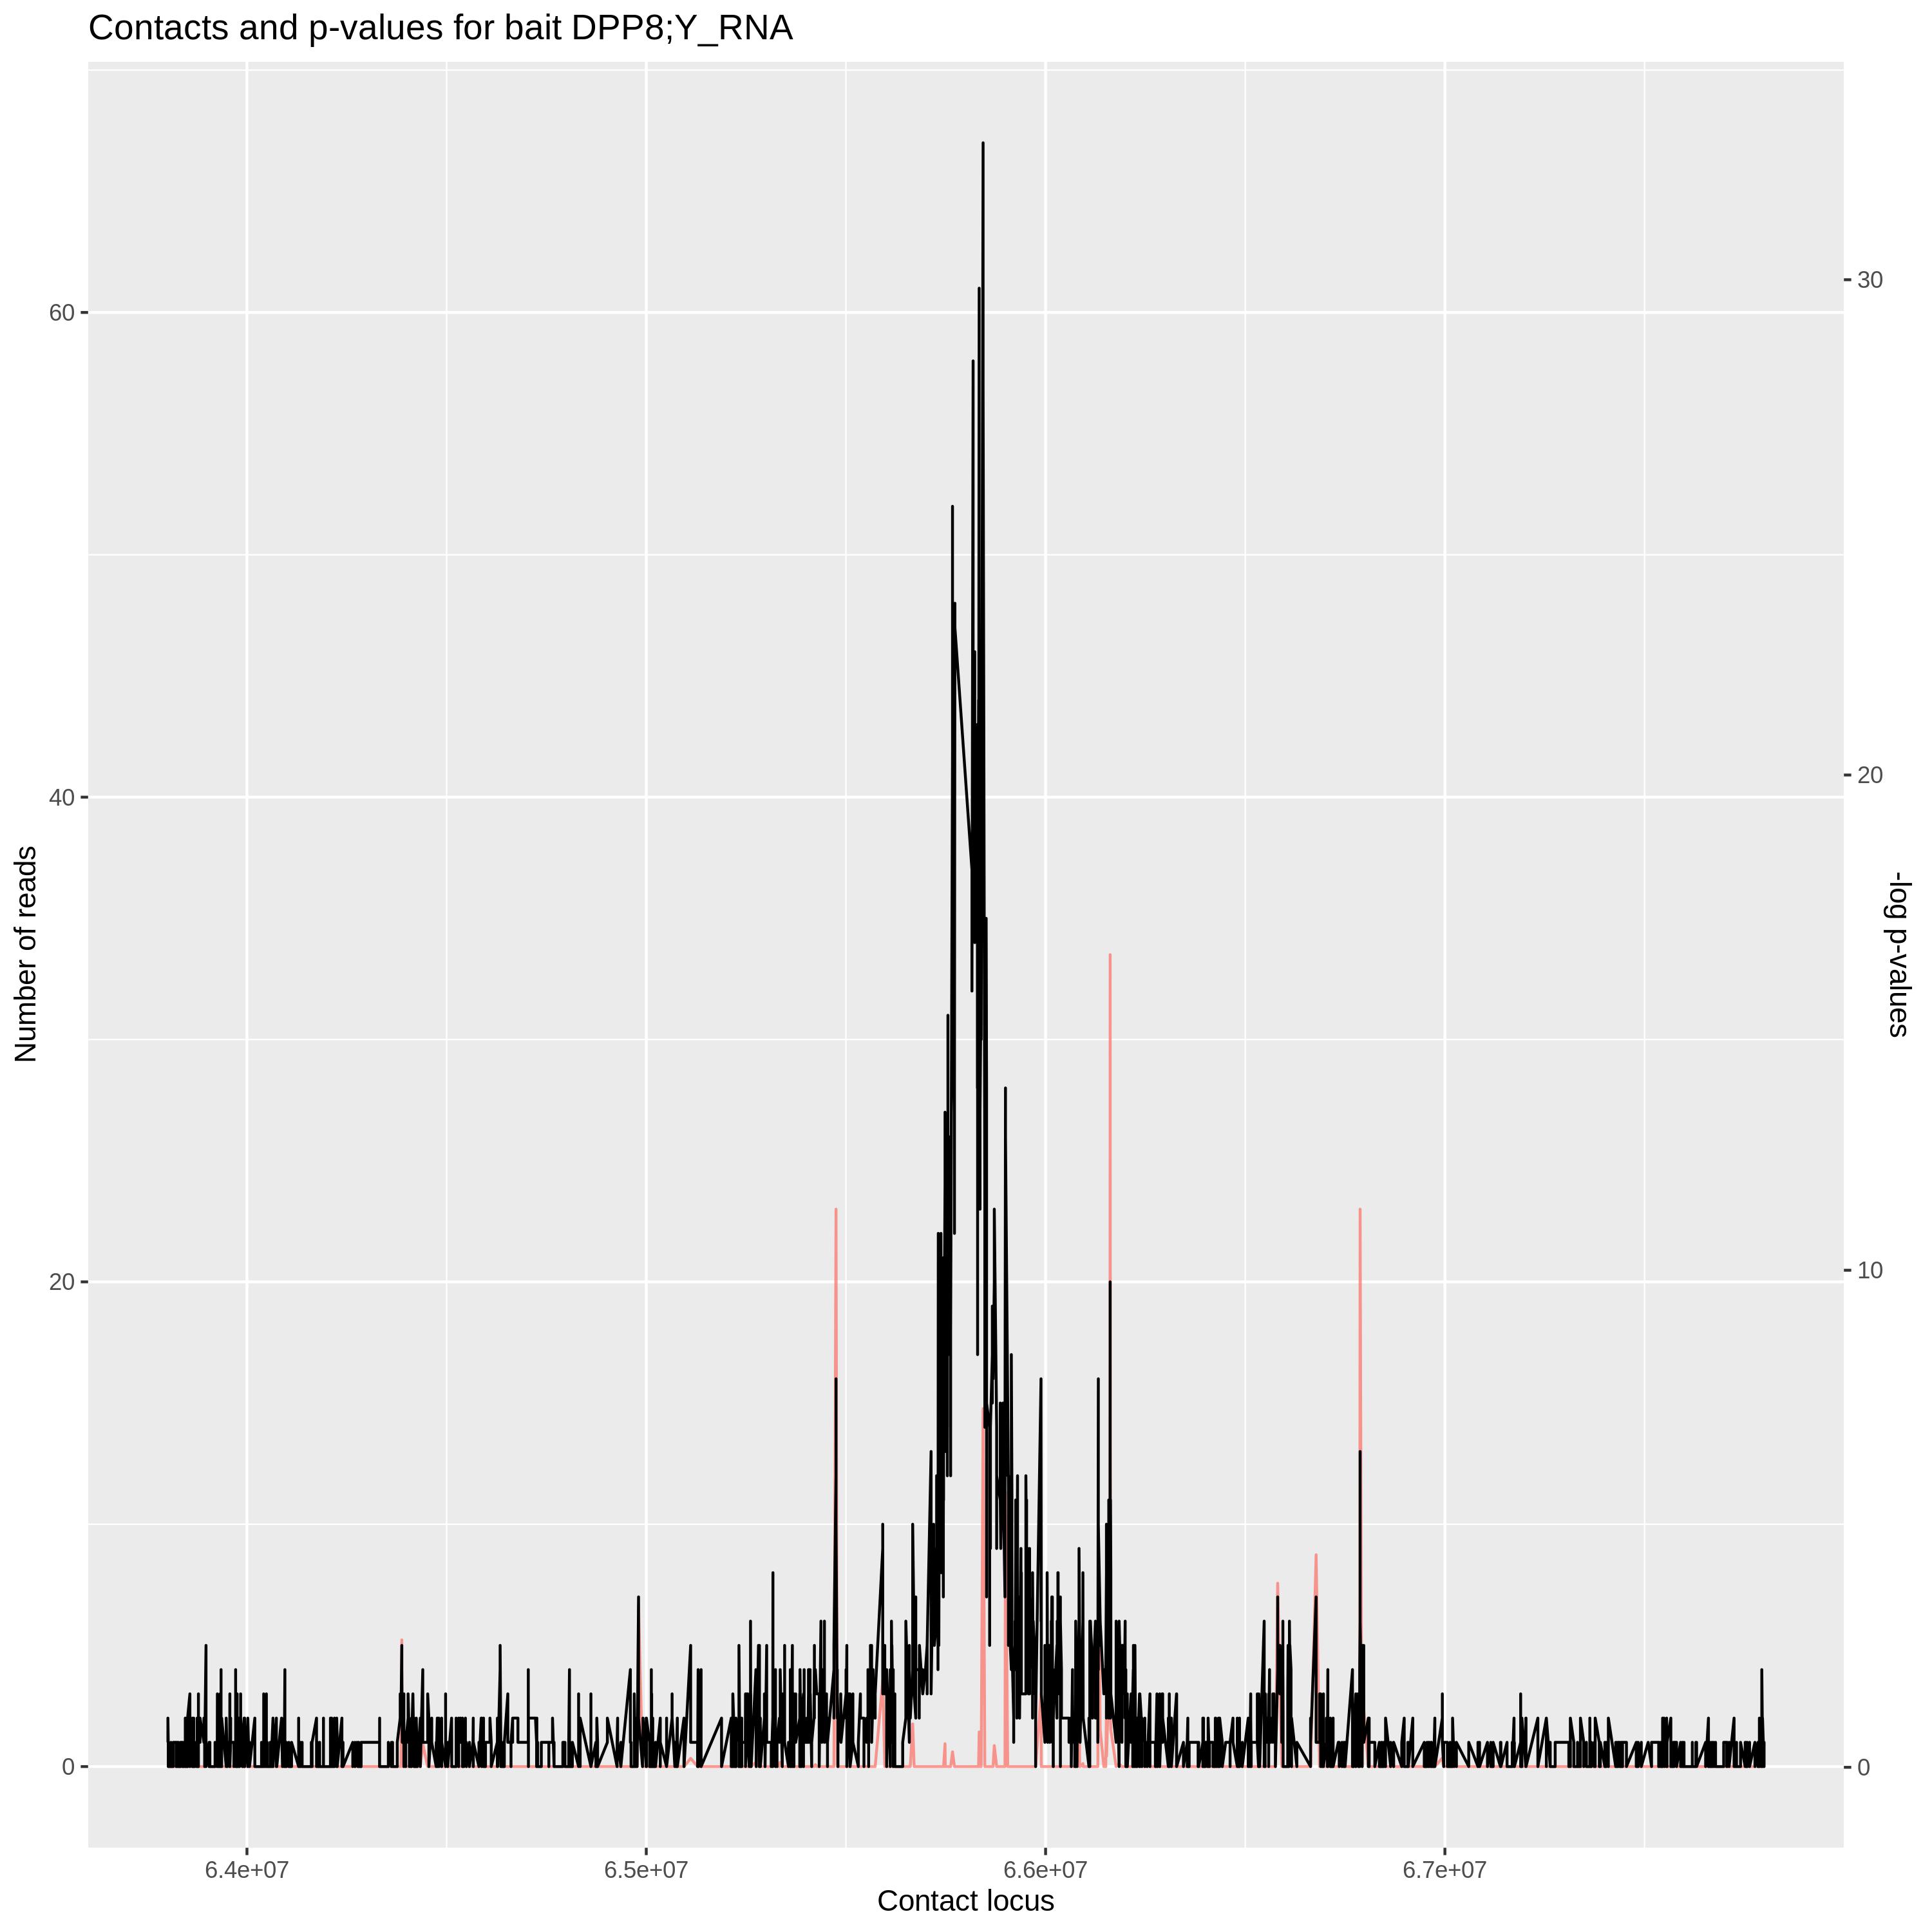 Contacts and p-values for bait DPP8;Y_RNA
60
40
20
0
Number of reads
30
20
10
0
-log p-values
6.4e+07
6.5e+07
6.6e+07
6.7e+07
Contact locus